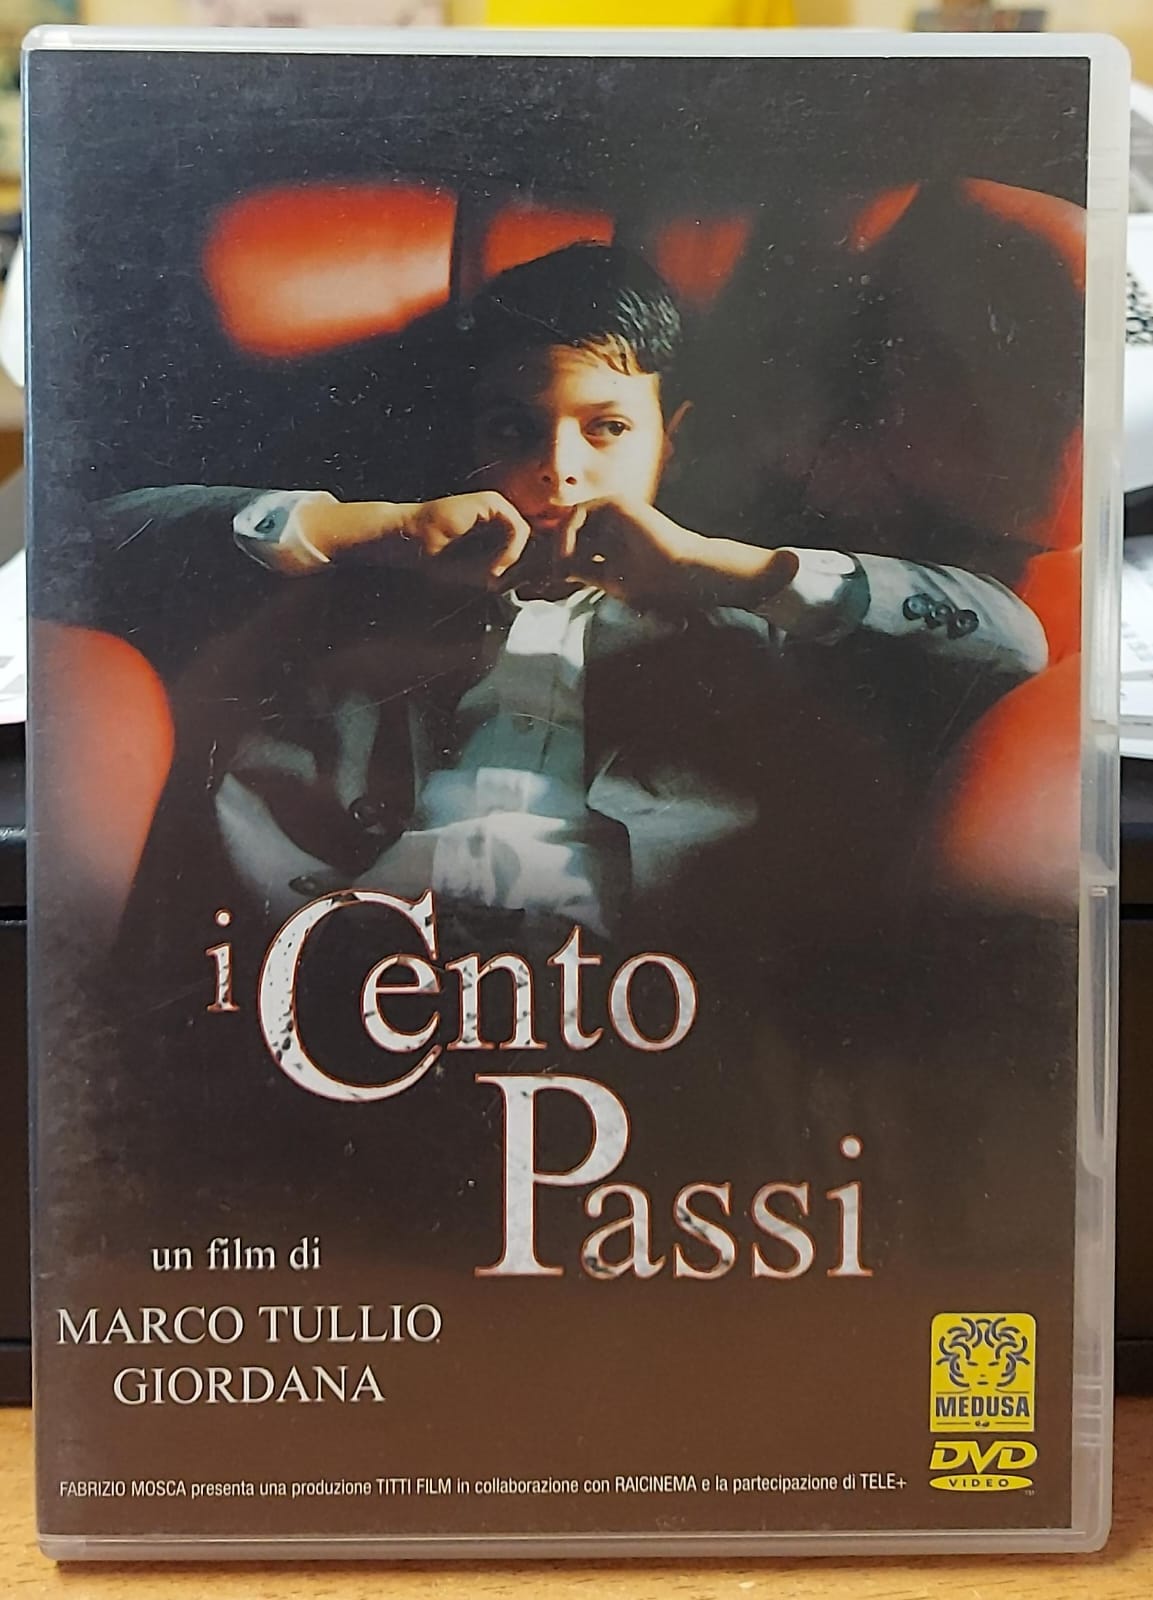 i Cento
Passi
un film di
MARCO TULLIO
GIORDANA
MEDUSA
DVD
VIDEO
FABRIZIO MOSCA presenta una produzione TITTI FILM in collaborazione con RAICINEMA e la partecipazione di TELE+